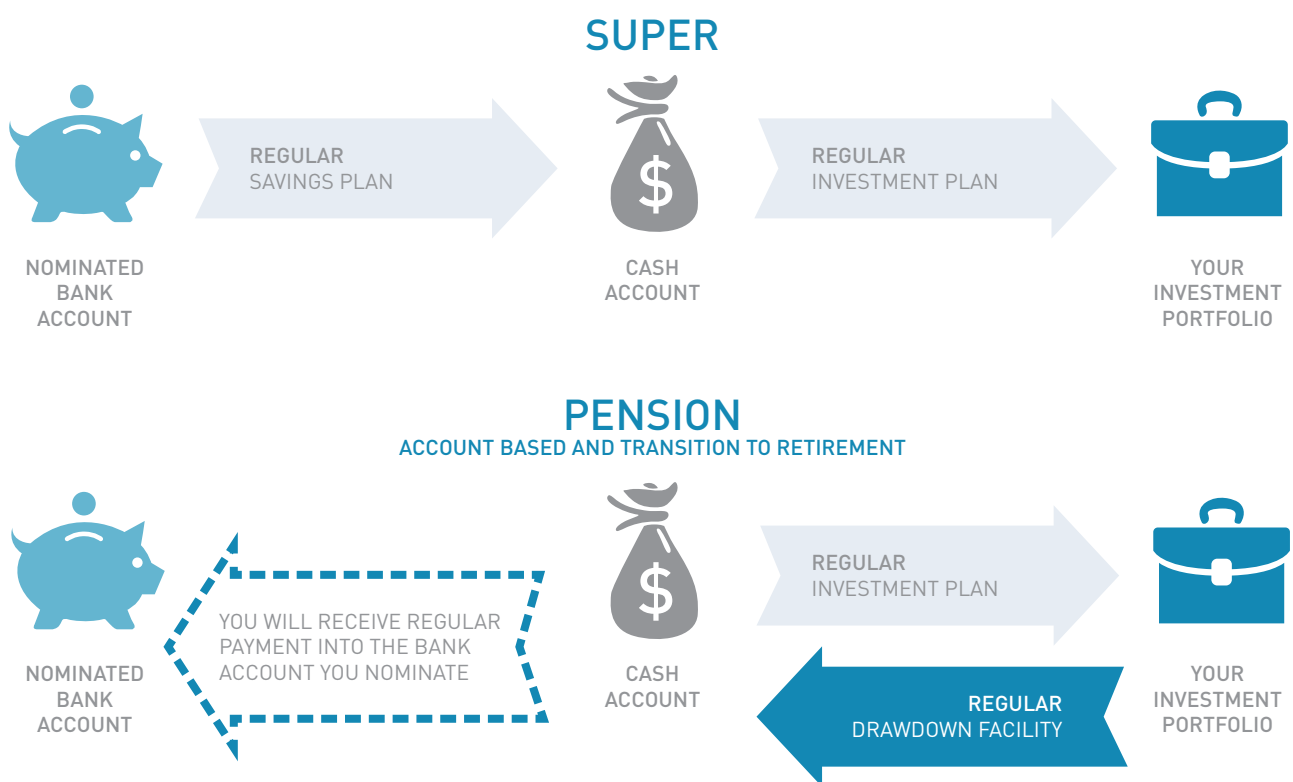 SUPER
REGULAR
SAVINGS PLAN
$
REGULAR
INVESTMENT PLAN
NOMINATED
BANK
ACCOUNT
CASH
ACCOUNT
YOUR
INVESTMENT
PORTFOLIO
PENSION
ACCOUNT BASED AND TRANSITION TO RETIREMENT
YOU WILL RECEIVE REGULAR
PAYMENT INTO THE BANK
ACCOUNT YOU NOMINATE
$
REGULAR
INVESTMENT PLAN
NOMINATED
BANK
ACCOUNT
CASH
ACCOUNT
REGULAR
DRAWDOWN FACILITY
YOUR
INVESTMENT
PORTFOLIO